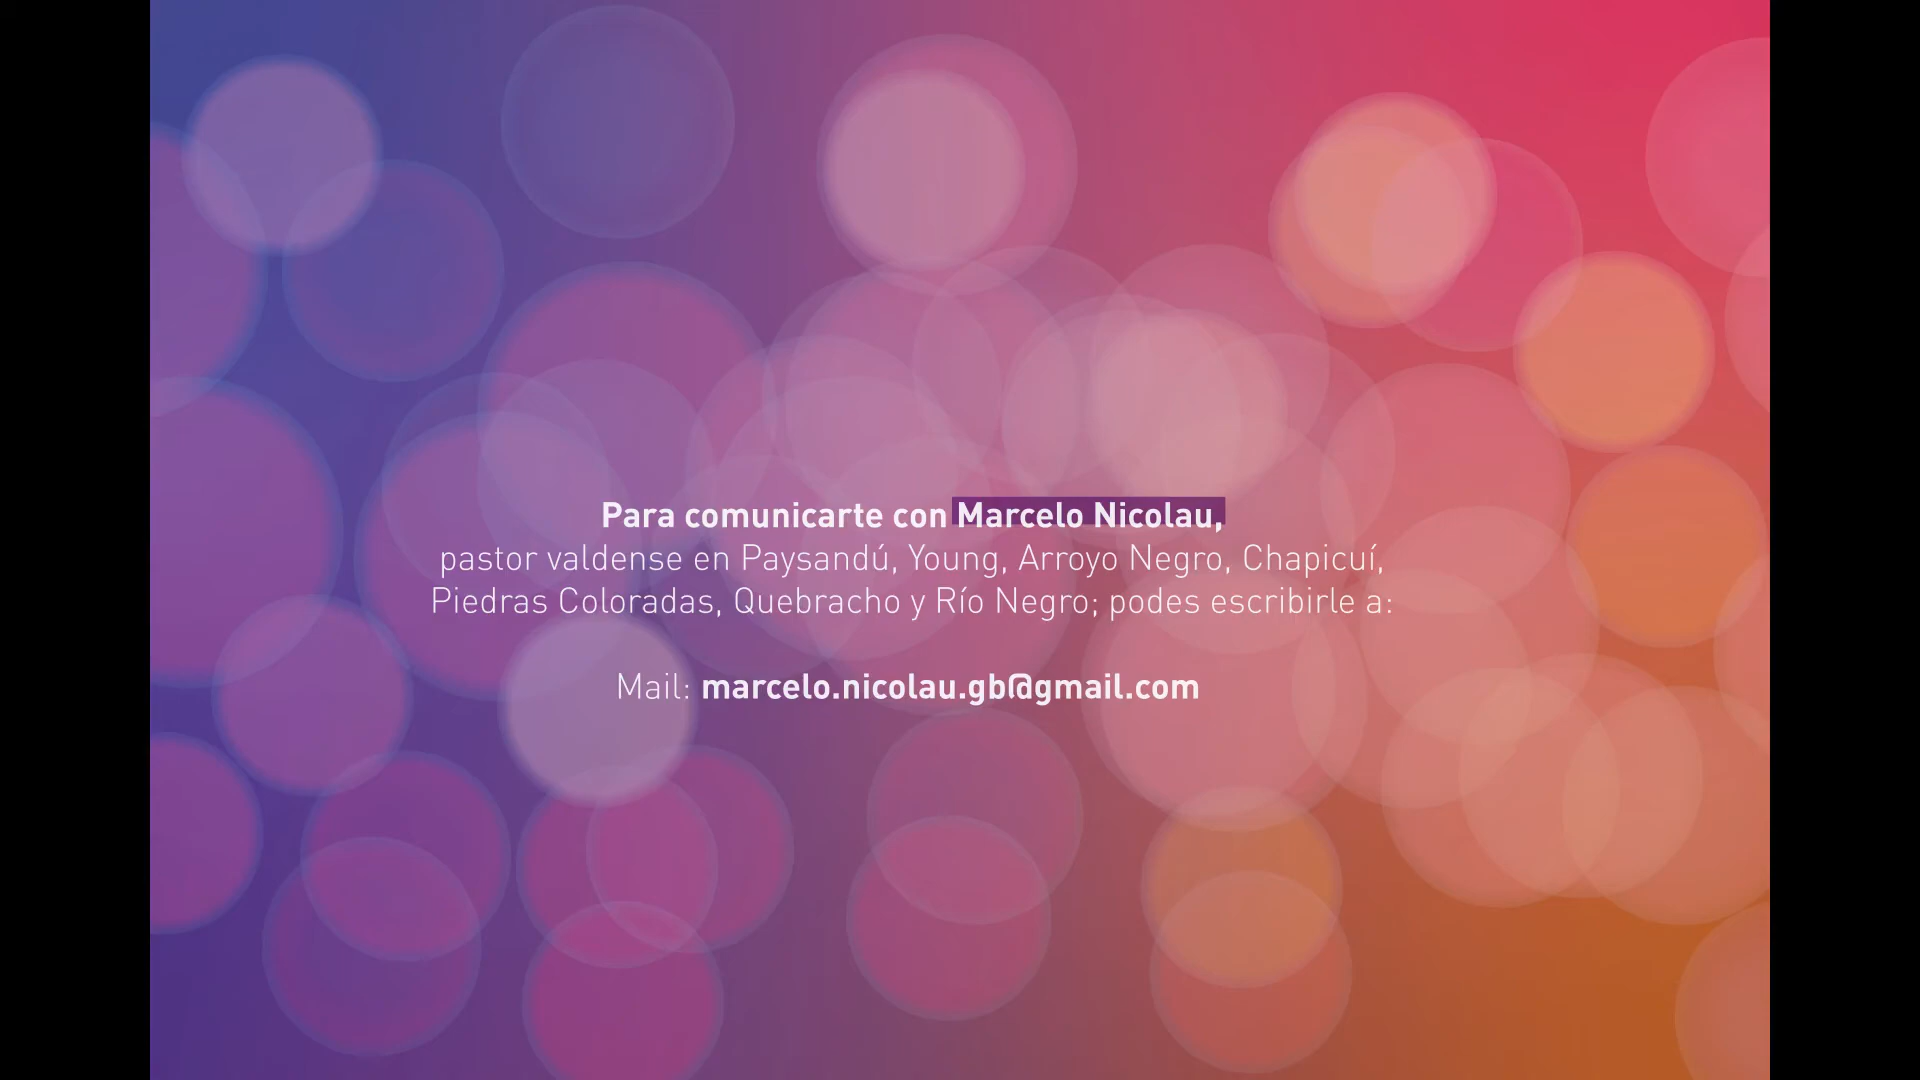 Para comunicarte con Marcelo Nicolau,
pastor valdense en Paysandú, Young, Arroyo Negro, Chapicuí,
Piedras Coloradas, Quebracho y Río Negro; podes escribirle a:
Mail: marcelo.nicolau.gb@gmail.com